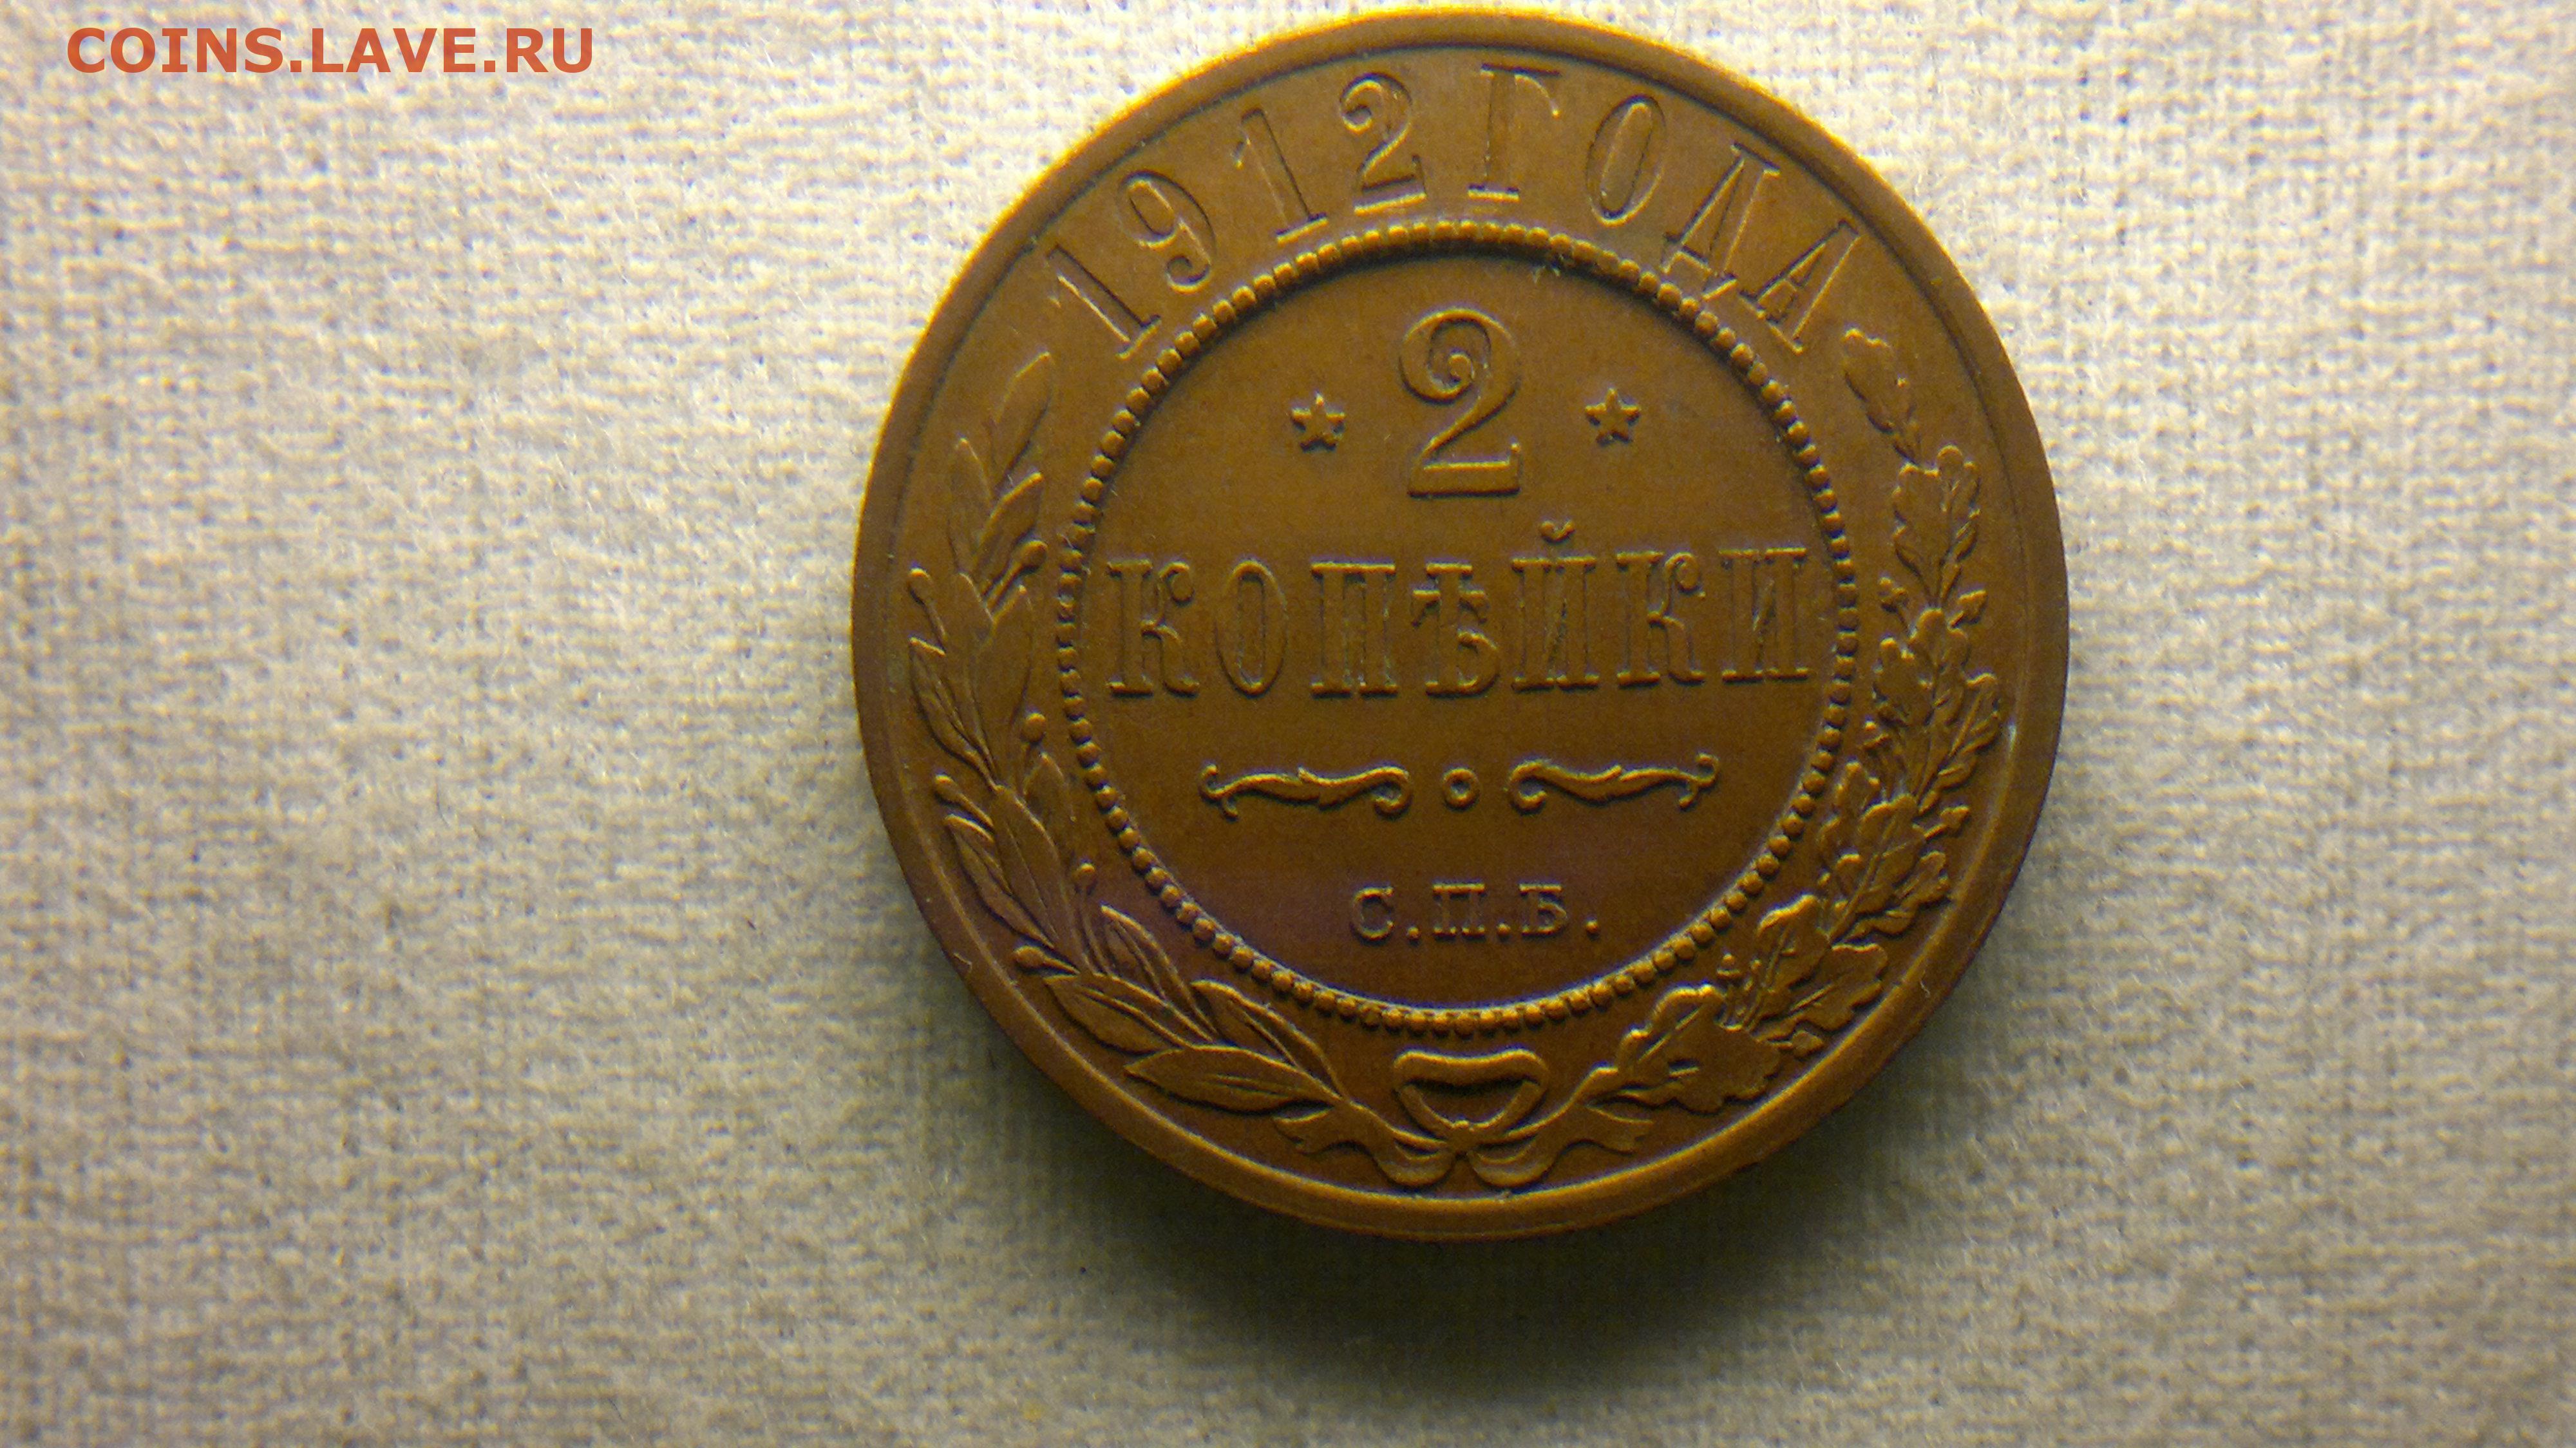 COINS.LAVE.RU
1912 ГОДА
2
КОПѢЙКИ
С.П.Б.